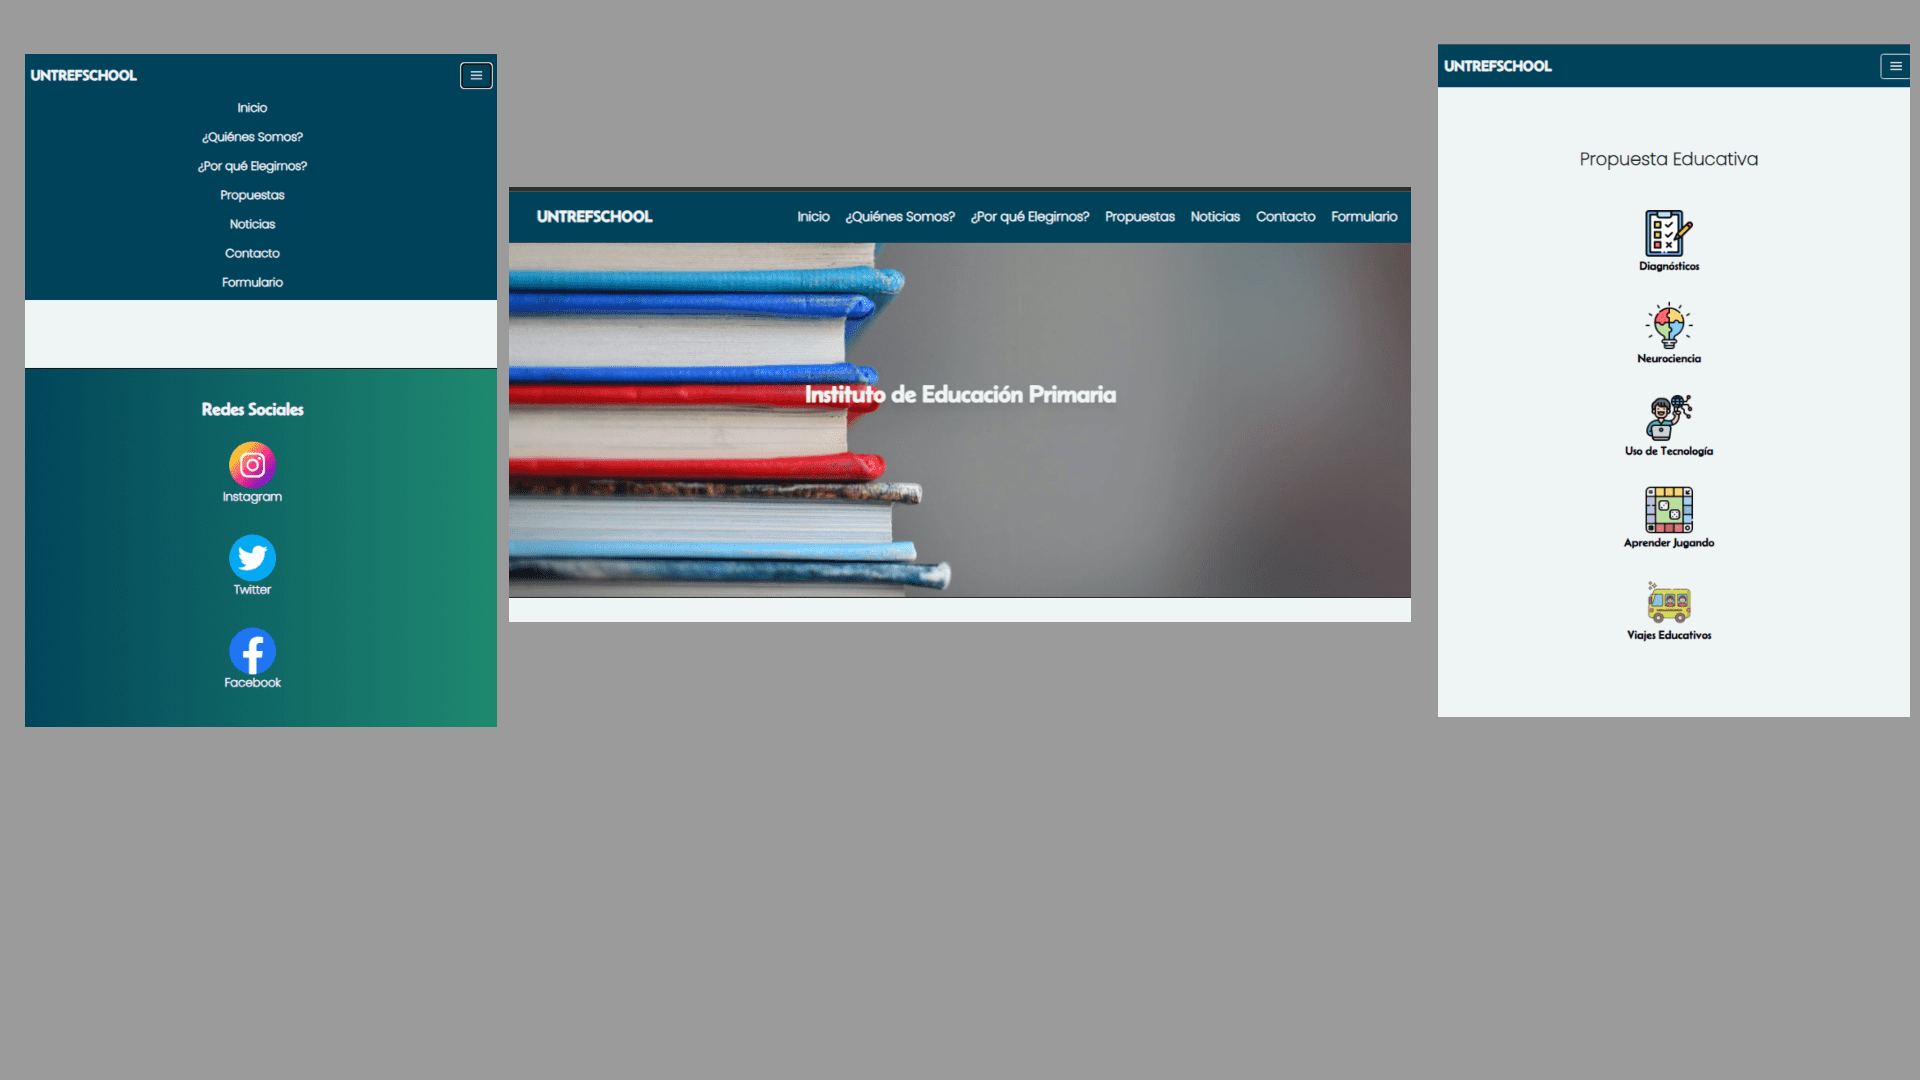 UNTREFSCHOOL
Inicio
¿Quiénes Somos?
¿Por qué Elegirnos?
Propuestas
Noticias
Contacto
Formulario
Redes Sociales
Instagram
Twitter
Facebook
UNTREFSCHOOL Inicio ¿Quiénes Somos? ¿Por qué Elegirnos? Propuestas Noticias Contacto Formulario
Instituto de Educación Primaria
UNTREFSCHOOL
Propuesta Educativa
Diagnósticos
Neurociencia
Uso de Tecnología
Aprender Jugando
Viajes Educativos